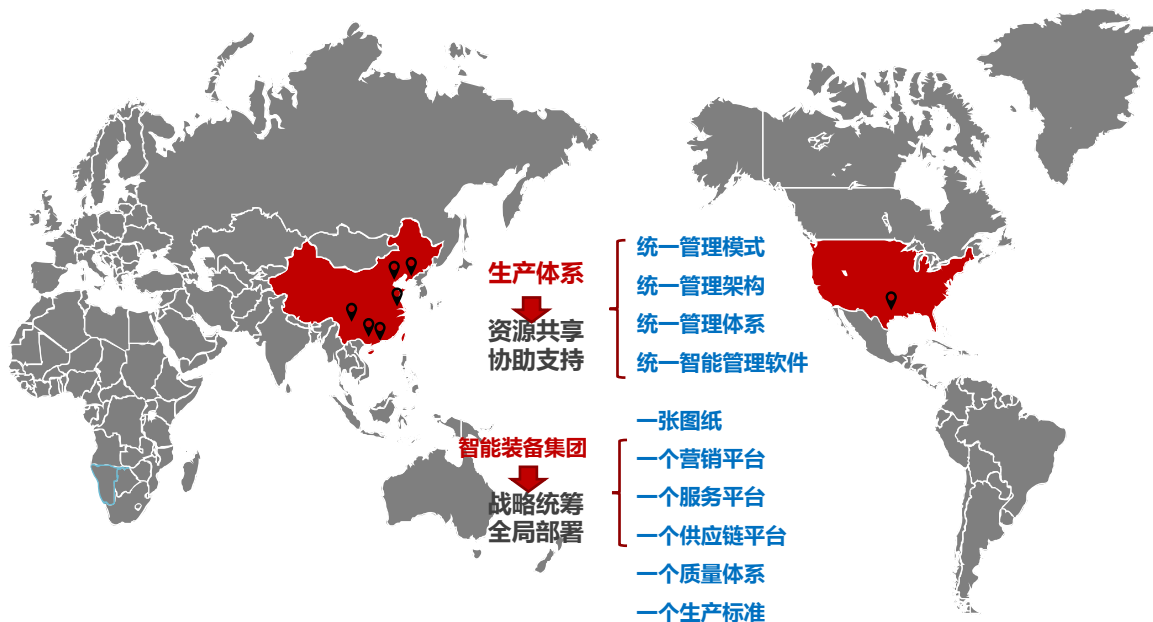 生产体系
资源共享
协助支持
统一管理模式
统一管理架构
统一管理体系
统一智能管理软件
智能装备集团
战略统筹
全局部署
一张图纸
一个营销平台
一个服务平台
一个供应链平台
一个质量体系
一个生产标准